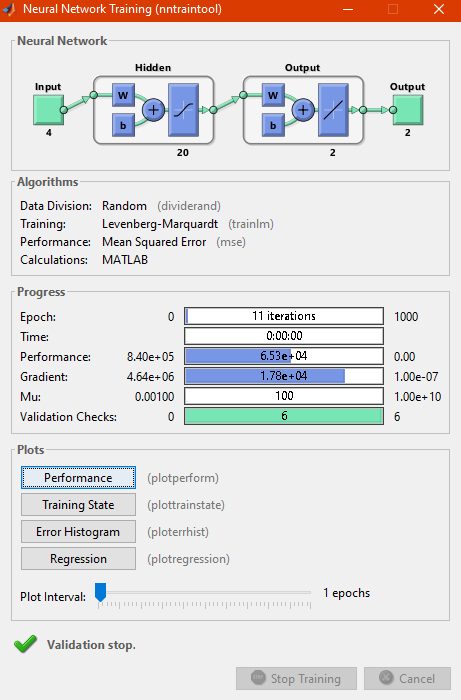 Neural Network Training (nntraintool)
Neural Network
Hidden Output
Input Output
W W
b b
4 2
20 2
Algorithms
Data Division: Random (dividerand)
Training: Levenberg-Marquardt (trainlm)
Performance: Mean Squared Error (mse)
Calculations: MATLAB
Progress
Epoch: 0 11 iterations 1000
Time: 0:00:00
Performance: 8.40e+05 6.53e+04 0.00
Gradient: 4.64e+06 1.78e+04 1.00e-07
Mu: 0.00100 100 1.00e+10
Validation Checks: 0 6 6
Plots
Performance (plotperform)
Training State (plottrainstate)
Error Histogram (ploterrhist)
Regression (plotregression)
Plot Interval: 1 epochs
Validation stop.
Stop Training Cancel